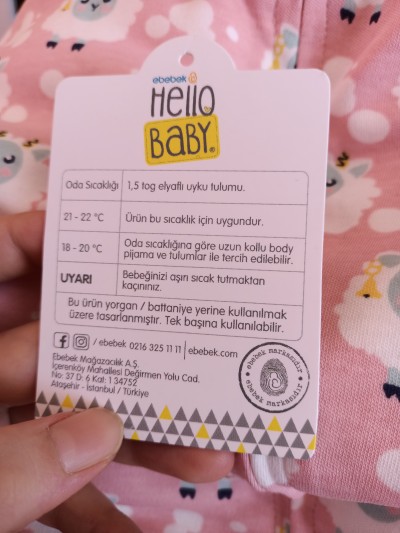 ebebek e
Hello
BABY®
Oda Sıcaklığı 1,5 tog elyaflı uyku tulumu.
21 - 22 °C Ürün bu sıcaklık için uygundur.
18 - 20 °C Oda sıcaklığına göre uzun kollu body
pijama ve tulumlar ile tercih edilebilir.
UYARI Bebeğinizi aşırı sıcak tutmaktan
kaçınınız.
Bu ürün yorgan / battaniye yerine kullanılmak
üzere tasarlanmıştır. Tek başına kullanılabilir.
f / ebebek 0216 325 11 11 | ebebek.com
Ebebek Mağazacılık A.Ş.
İçerenköy Mahallesi Değirmen Yolu Cad.
No: 37 D: 6 Kat: 1 34752
Ataşehir - İstanbul / Türkiye
ebebek markasıdır
ebebek markasıdır